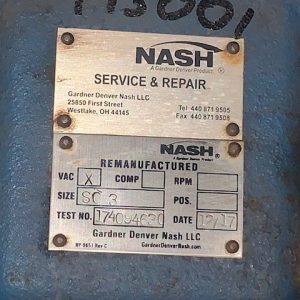 NASH
A Gardner Denver Product
SERVICE & REPAIR
Gardner Denver Nash LLC
25850 First Street
Westlake, OH 44145
Tel 440 871 9505
Fax 440 871 9505
NASH®
A Gardner Denver Product
REMANUFACTURED
VAC X COMP RPM
SIZE SC 3 POS.
TEST NO. DATE 12/17
Gardner Denver Nash LLC
GardnerDenverNash.com